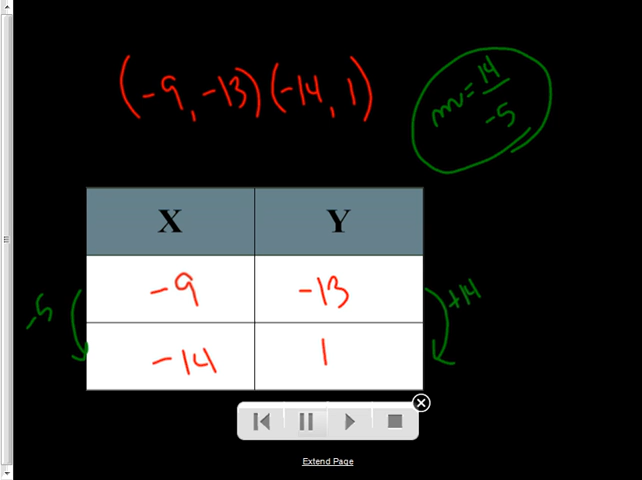 (-9, -13)(-14, 1)
m = 14/-5
X Y
-9 -13
-14 1
-5
+14
Extend Page